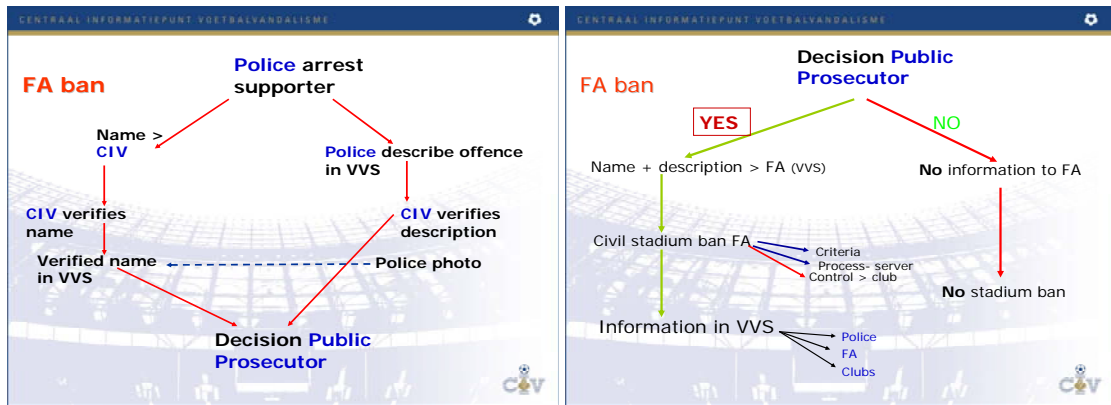 CENTRAAL INFORMATIEPUNT VOETBALVANDALISME
FA ban
Police arrest
supporter
Name >
CIV
Police describe offence
in VVS
CIV verifies
name
CIV verifies
description
Verified name
in VVS
Police photo
Decision Public
Prosecutor
CIV
CENTRAAL INFORMATIEPUNT VOETBALVANDALISME
Decision Public
Prosecutor
FA ban
YES
NO
Name + description > FA (VVS)
No information to FA
Civil stadium ban FA
Criteria
Process- server
Control > club
No stadium ban
Information in VVS
Police
FA
Clubs
CIV